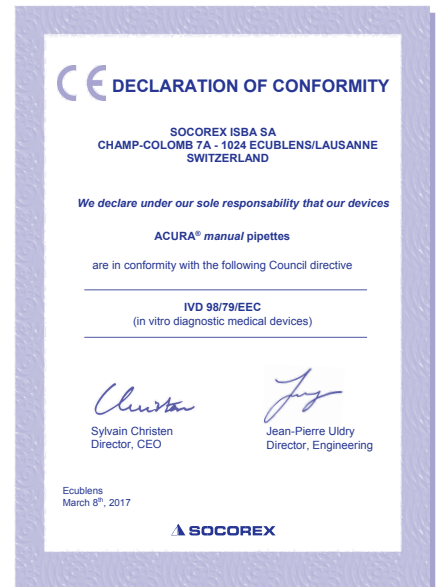 CE DECLARATION OF CONFORMITY
SOCOREX ISBA SA
CHAMP-COLOMB 7A - 1024 ECUBLENS/LAUSANNE
SWITZERLAND
We declare under our sole responsability that our devices
ACURA® manual pipettes
are in conformity with the following Council directive
IVD 98/79/EEC
(in vitro diagnostic medical devices)
Christen
Sylvain Christen
Director, CEO
Jean-Pierre Uldry
Director, Engineering
Ecublens
March 8th, 2017
SOCOREX